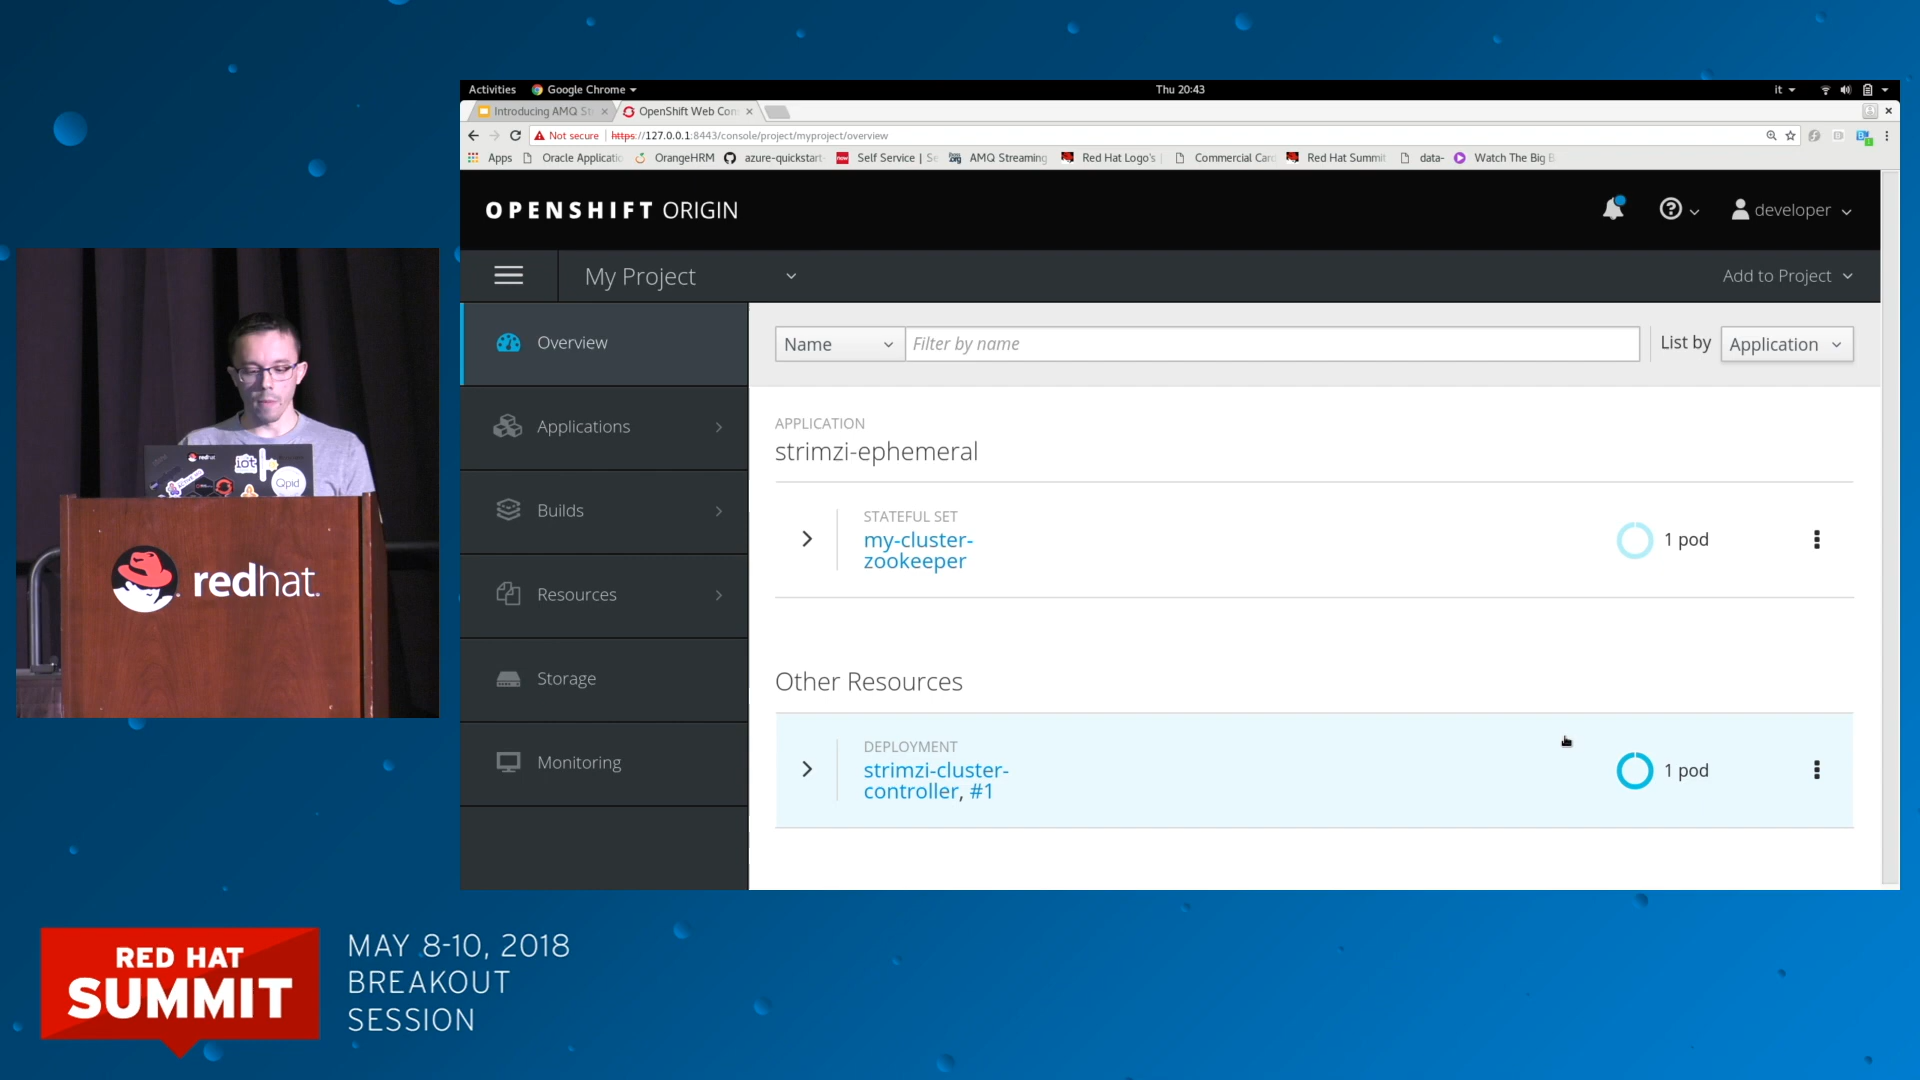 Activities
Google Chrome
Thu 20:43
it
Introducing AMQ St
OpenShift Web Con
Not secure
https://127.0.0.1:8443/console/project/myproject/overview
Apps
Oracle Applicatio
OrangeHRM
azure-quickstart-
Self Service | Se
AMQ Streaming
Red Hat Logo's |
Commercial Card
Red Hat Summit
data-
Watch The Big B
OPENSHIFT ORIGIN
developer
My Project
Add to Project
Overview
Applications
Builds
Resources
Storage
Monitoring
Name
Filter by name
List by
Application
APPLICATION
strimzi-ephemeral
STATEFUL SET
my-cluster-
zookeeper
1 pod
Other Resources
DEPLOYMENT
strimzi-cluster-
controller, #1
1 pod
redhat
iot
Qpid
redhat.
RED HAT
SUMMIT
MAY 8-10, 2018
BREAKOUT
SESSION